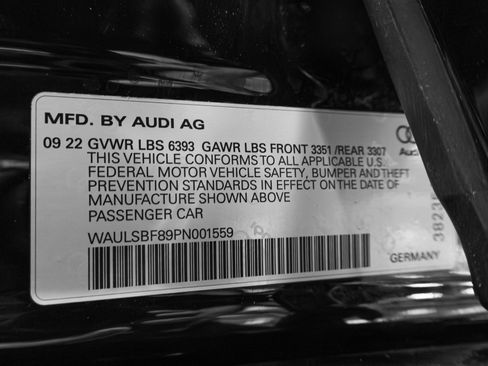 MFD. BY AUDI AG
09 22 GVWR LBS 6393 GAWR LBS FRONT 3351 /REAR 3307
THIS VEHICLE CONFORMS TO ALL APPLICABLE U.S.
FEDERAL MOTOR VEHICLE SAFETY, BUMPER AND THEFT
PREVENTION STANDARDS IN EFFECT ON THE DATE OF
MANUFACTURE SHOWN ABOVE
PASSENGER CAR
WAULSBF89PN001559
GERMANY